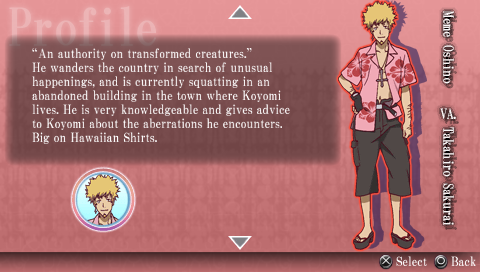 Profile
“An authority on transformed creatures.”
He wanders the country in search of unusual
happenings, and is currently squatting in an
abandoned building in the town where Koyomi
lives. He is very knowledgeable and gives advice
to Koyomi about the aberrations he encounters.
Big on Hawaiian Shirts.
Meme Oshino VA. Takahiro Sakurai
Select Back